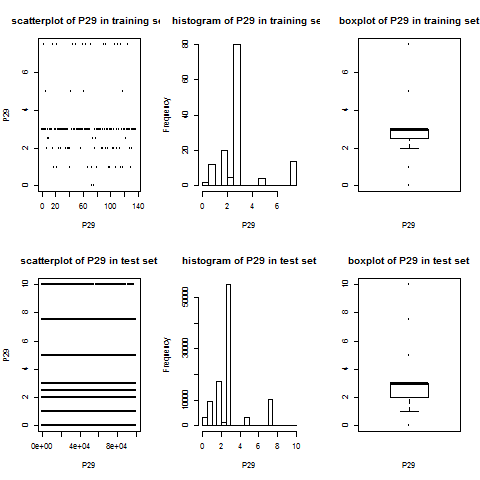 scatterplot of P29 in training se
histogram of P29 in training se
boxplot of P29 in training set
P29
0 2 4 6
0 20 60 100 140
P29
Frequency
0 20 40 60 80
0 2 4 6
P29
0 2 4 6
P29
scatterplot of P29 in test set
histogram of P29 in test set
boxplot of P29 in test set
P29
0 2 4 6 8 10
0e+00 4e+04 8e+04
P29
Frequency
0 10000 30000 50000
0 2 4 6 8 10
P29
0 2 4 6 8 10
P29